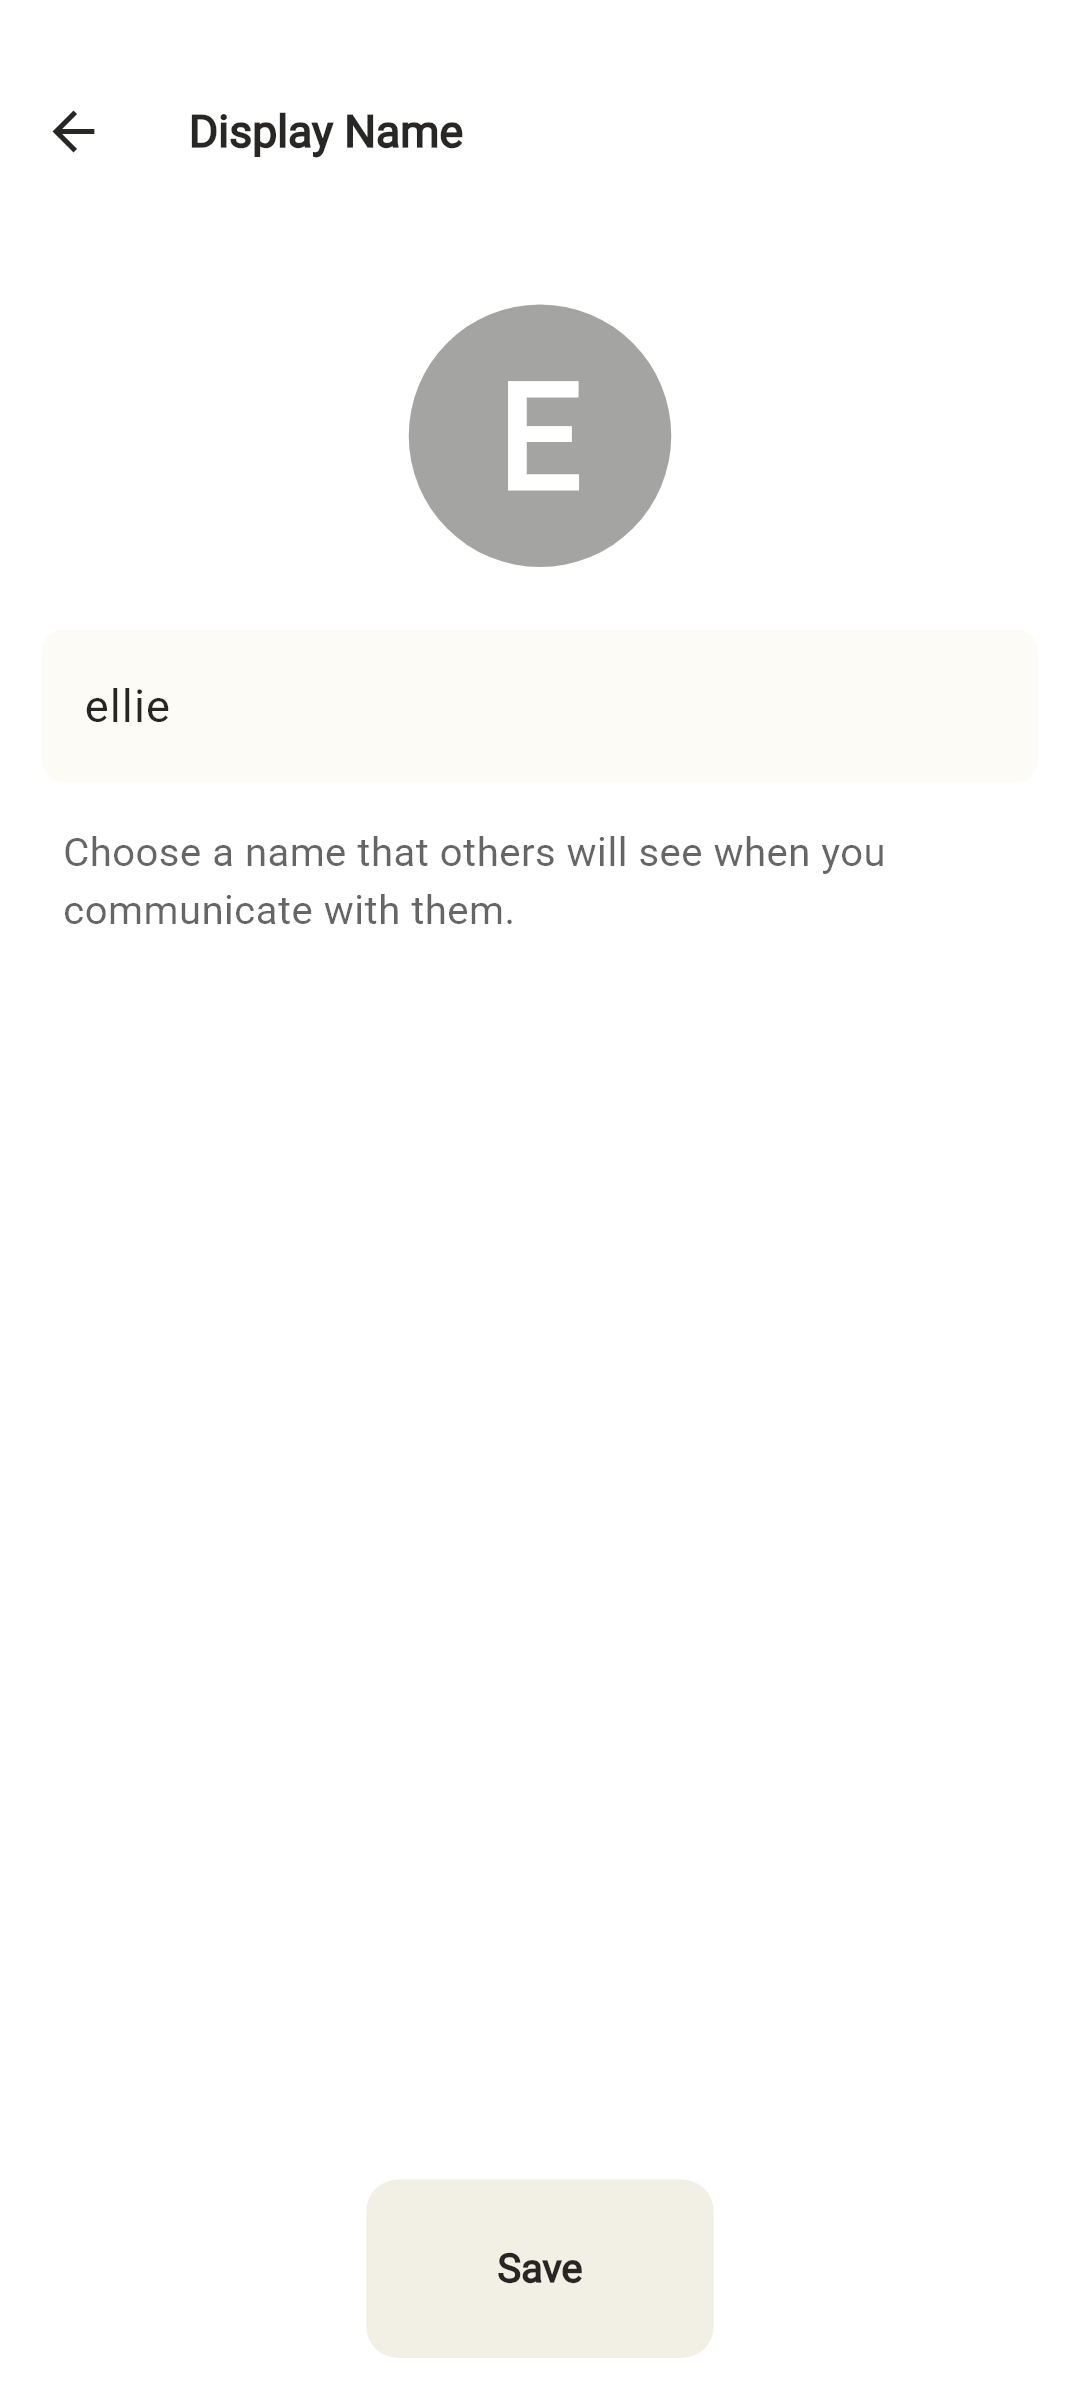 Display Name
E
ellie
Choose a name that others will see when you
communicate with them.
Save